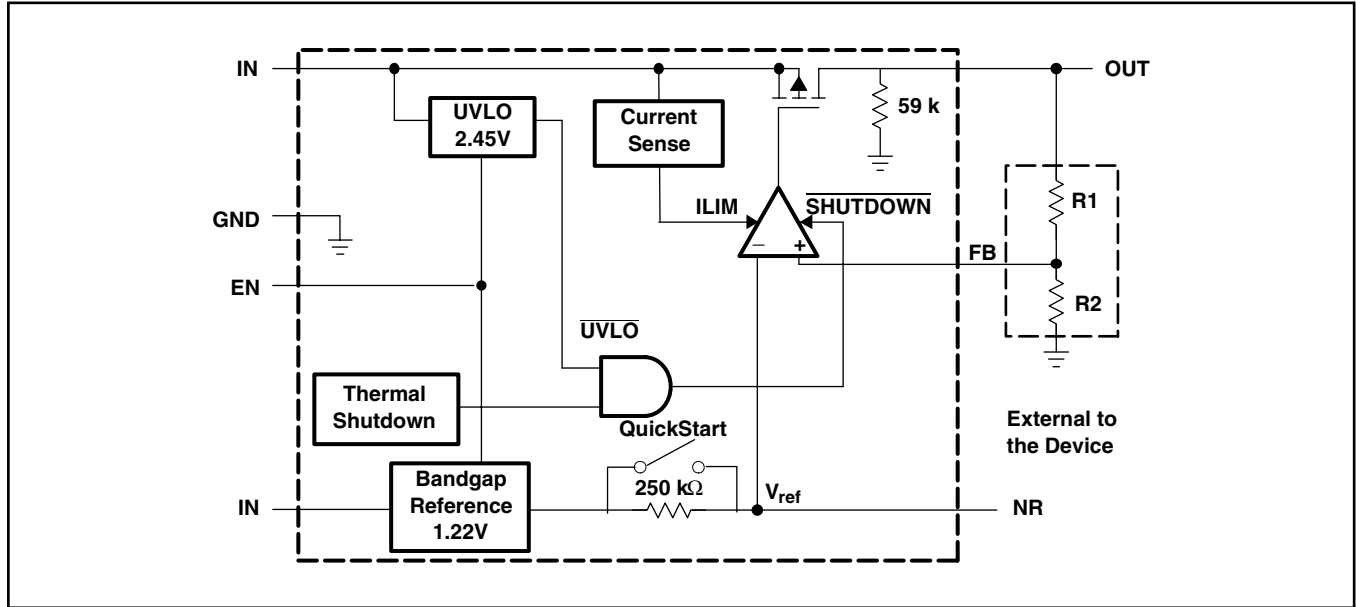 IN
OUT
UVLO
2.45V
Current
Sense
59 k
R1
GND
ILIM
SHUTDOWN
− +
FB
EN
R2
UVLO
Thermal
Shutdown
QuickStart
External to
the Device
250 kΩ
Vref
IN
Bandgap
Reference
1.22V
NR